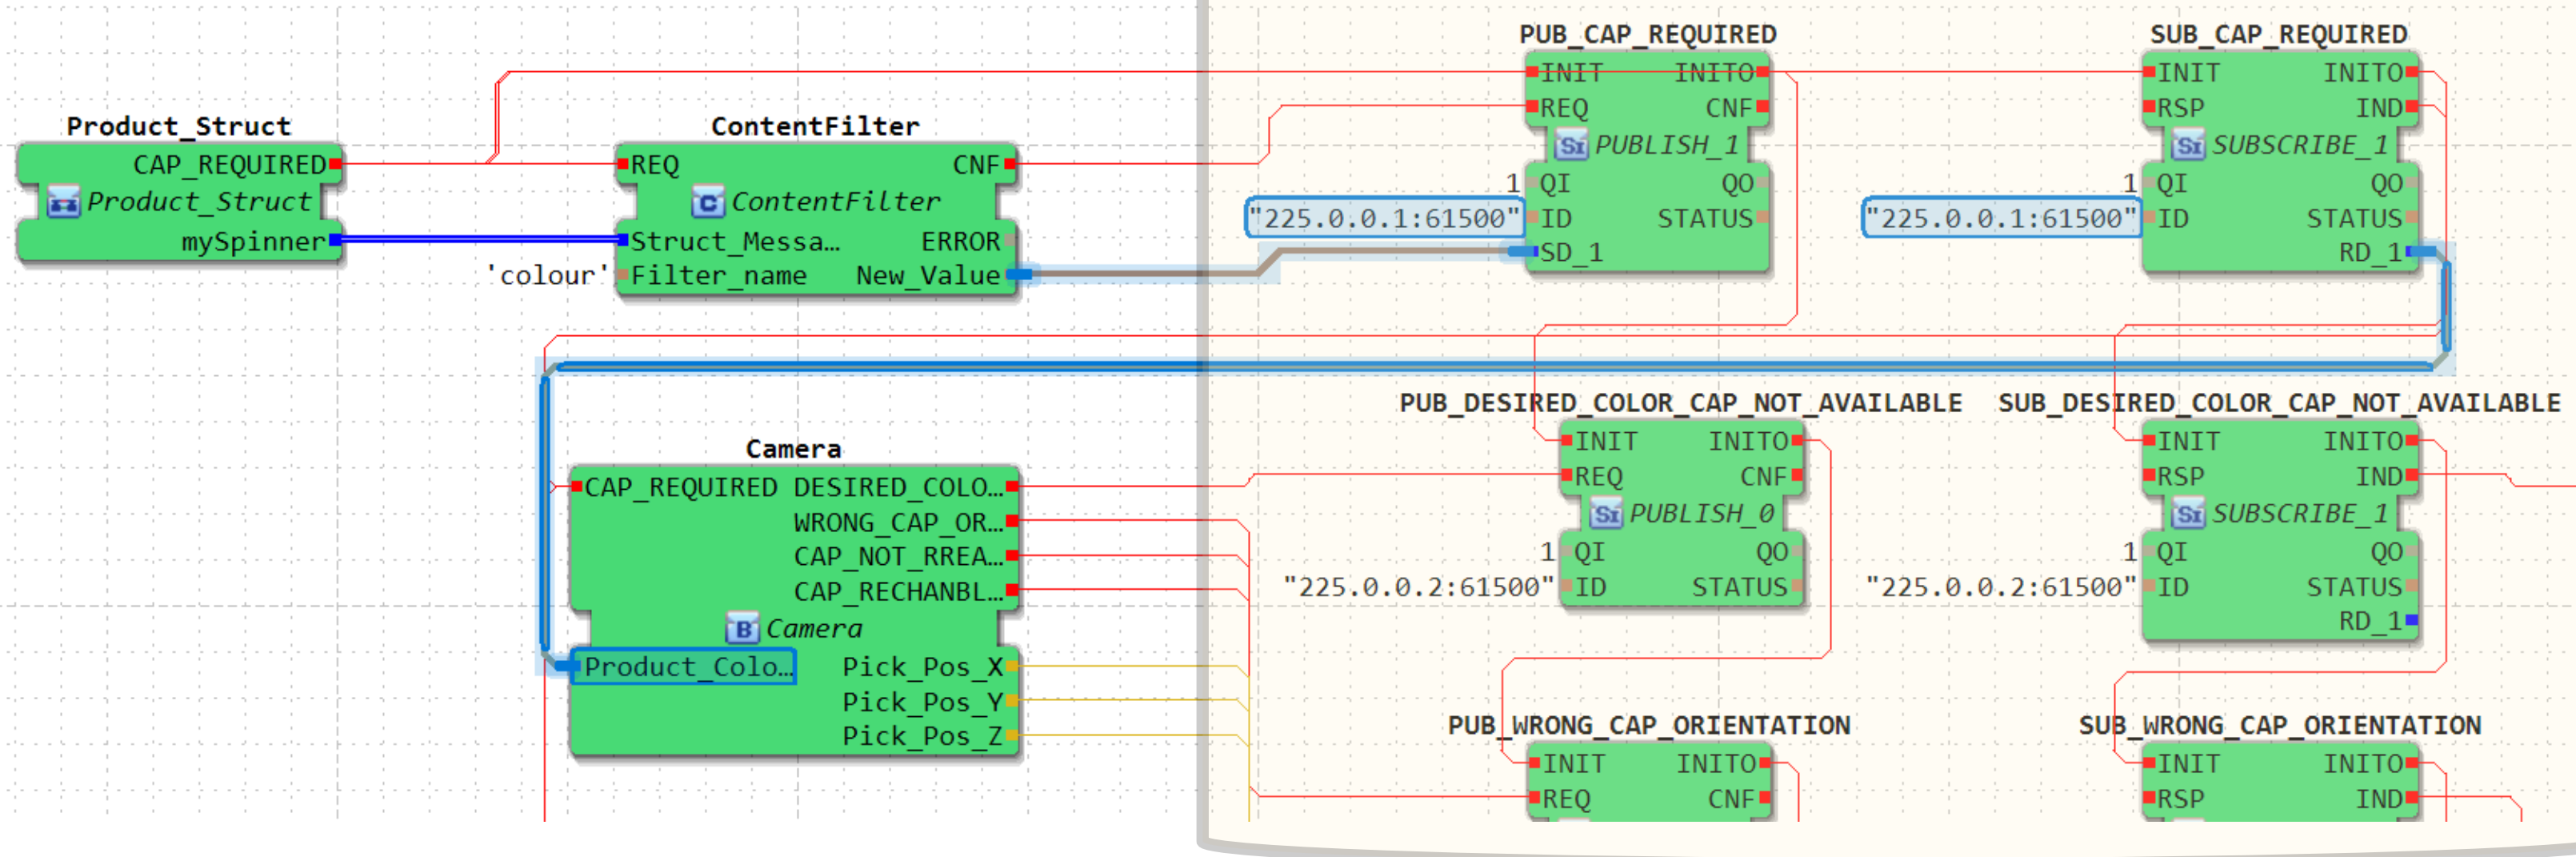 Product_Struct
CAP_REQUIRED
Product_Struct
mySpinner
ContentFilter
REQ CNF
ContentFilter
Struct_Messa… ERROR
'colour' Filter_name New_Value
PUB_CAP_REQUIRED
INIT INITO
REQ CNF
Si PUBLISH_1
1 QI QO
"225.0.0.1:61500" ID STATUS
SD_1
SUB_CAP_REQUIRED
INIT INITO
RSP IND
Si SUBSCRIBE_1
1 QI QO
"225.0.0.1:61500" ID STATUS
RD_1
Camera
CAP_REQUIRED DESIRED_COLO…
WRONG_CAP_OR…
CAP_NOT_RREA…
CAP_RECHANBL…
B Camera
Product_Colo… Pick_Pos_X
Pick_Pos_Y
Pick_Pos_Z
PUB_DESIRED_COLOR_CAP_NOT_AVAILABLE
INIT INITO
REQ CNF
Si PUBLISH_0
1 QI QO
"225.0.0.2:61500" ID STATUS
SUB_DESIRED_COLOR_CAP_NOT_AVAILABLE
INIT INITO
RSP IND
Si SUBSCRIBE_1
1 QI QO
"225.0.0.2:61500" ID STATUS
RD_1
PUB_WRONG_CAP_ORIENTATION
INIT INITO
REQ CNF
SUB_WRONG_CAP_ORIENTATION
INIT INITO
RSP IND